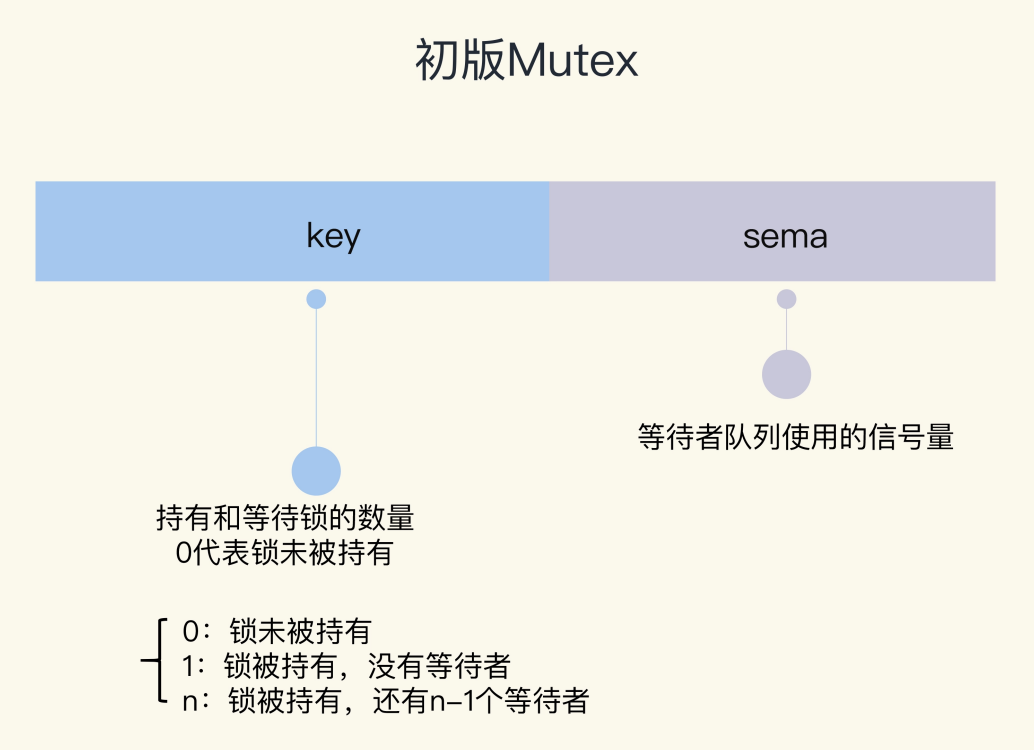 初版Mutex
key
sema
等待者队列使用的信号量
持有和等待锁的数量
0代表锁未被持有
0：锁未被持有
1：锁被持有，没有等待者
n：锁被持有，还有n-1个等待者